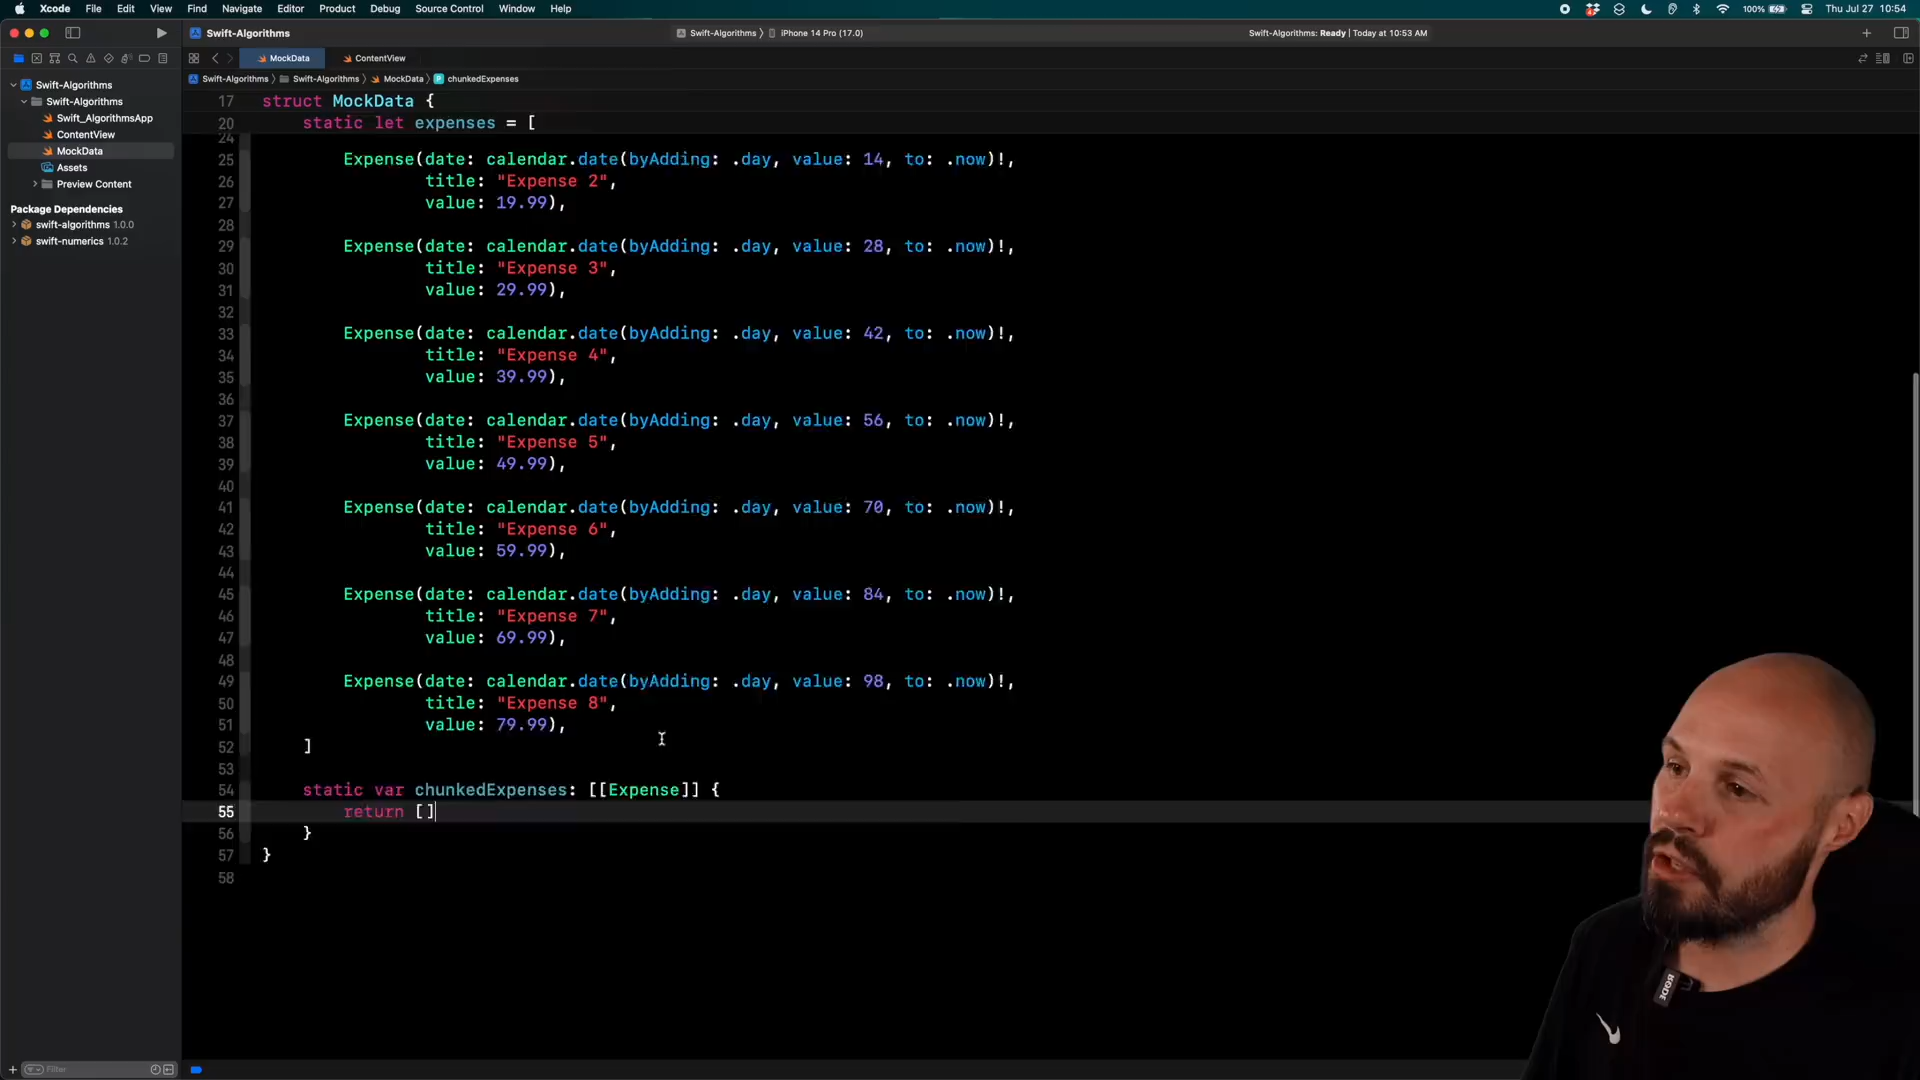 Xcode File Edit View Find Navigate Editor Product Debug Source Control Window Help 100% Thu Jul 27 10:54
Swift-Algorithms Swift-Algorithms iPhone 14 Pro (17.0) Swift-Algorithms: Ready | Today at 10:53 AM
MockData ContentView
Swift-Algorithms Swift-Algorithms MockData chunkedExpenses
Swift-Algorithms
Swift-Algorithms
Swift_AlgorithmsApp
ContentView
MockData
Assets
Preview Content
Package Dependencies
swift-algorithms 1.0.0
swift-numerics 1.0.2
17 struct MockData {
20 static let expenses = [
24
25 Expense(date: calendar.date(byAdding: .day, value: 14, to: .now)!,
26 title: "Expense 2",
27 value: 19.99),
28
29 Expense(date: calendar.date(byAdding: .day, value: 28, to: .now)!,
30 title: "Expense 3",
31 value: 29.99),
32
33 Expense(date: calendar.date(byAdding: .day, value: 42, to: .now)!,
34 title: "Expense 4",
35 value: 39.99),
36
37 Expense(date: calendar.date(byAdding: .day, value: 56, to: .now)!,
38 title: "Expense 5",
39 value: 49.99),
40
41 Expense(date: calendar.date(byAdding: .day, value: 70, to: .now)!,
42 title: "Expense 6",
43 value: 59.99),
44
45 Expense(date: calendar.date(byAdding: .day, value: 84, to: .now)!,
46 title: "Expense 7",
47 value: 69.99),
48
49 Expense(date: calendar.date(byAdding: .day, value: 98, to: .now)!,
50 title: "Expense 8",
51 value: 79.99),
52 ]
53
54 static var chunkedExpenses: [[Expense]] {
55 return []
56 }
57 }
58
Filter
RODE